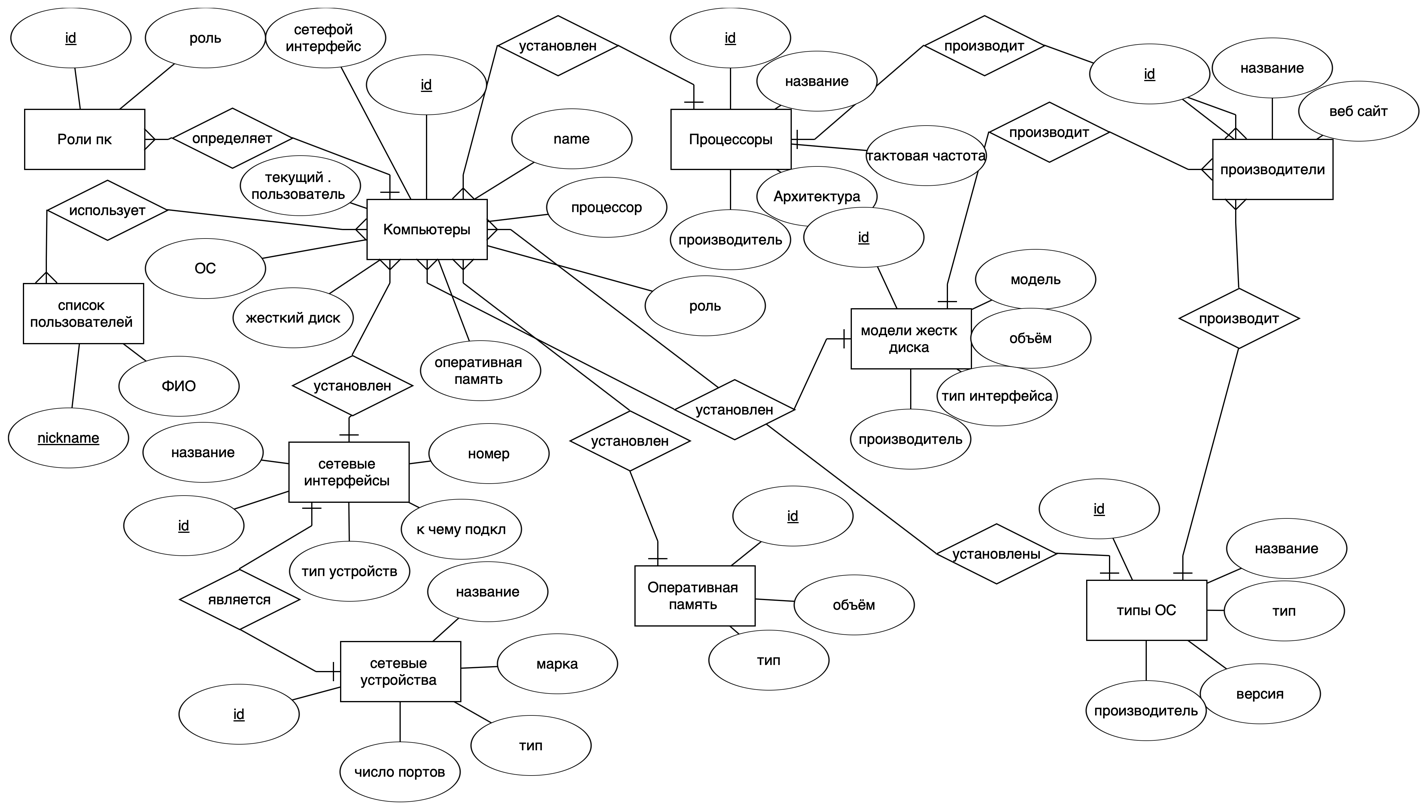 id
роль
сетефой
интерфейс
id
установлен
id
название
производит
id
название
веб сайт
Роли пк
определяет
name
Процессоры
тактовая частота
производит
производители
текущий .
пользователь
использует
Компьютеры
процессор
Архитектура
производитель
id
ОС
жесткий диск
роль
модель
список
пользователей
модели жестк
диска
объём
производит
ФИО
установлен
оперативная
память
тип интерфейса
установлен
производитель
nickname
название
сетевые
интерфейсы
номер
установлен
id
к чему подкл
id
id
тип устройств
установлены
название
является
название
Оперативная
память
объём
типы ОС
тип
сетевые
устройства
марка
тип
id
производитель
версия
тип
число портов